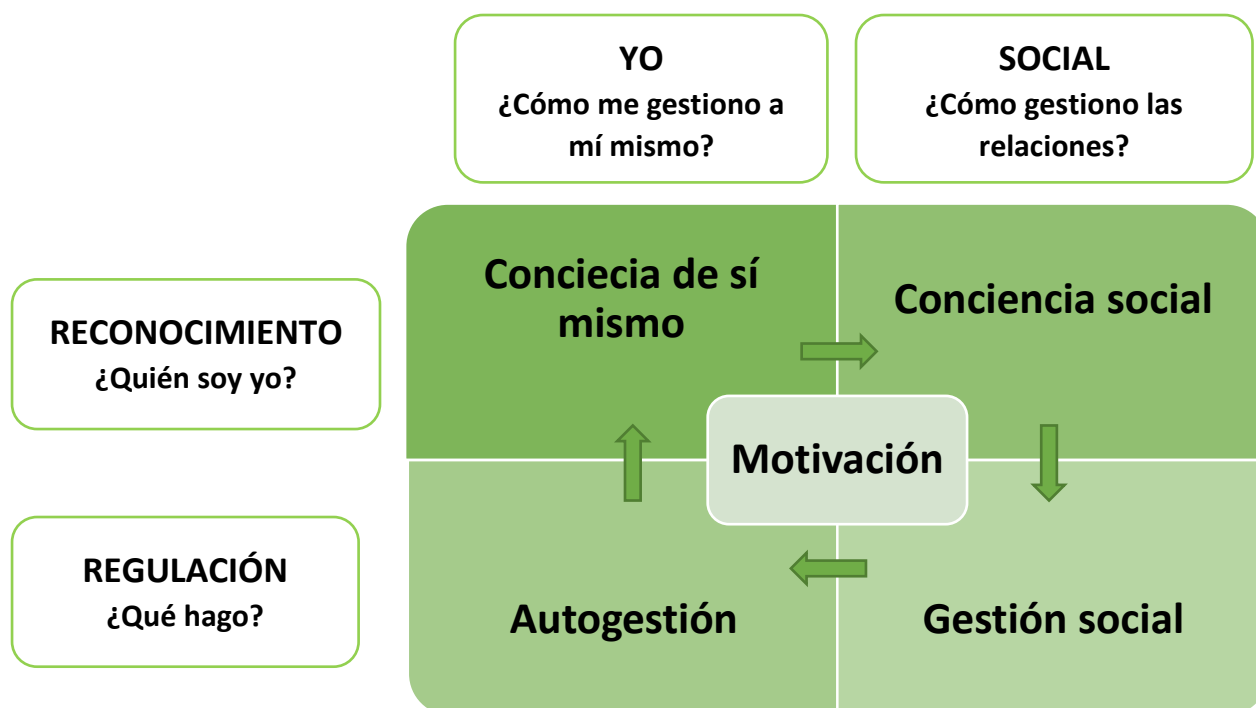 YO
¿Cómo me gestiono a
mí mismo?
SOCIAL
¿Cómo gestiono las
relaciones?
RECONOCIMIENTO
¿Quién soy yo?
Conciecia de sí
mismo
Conciencia social
Motivación
REGULACIÓN
¿Qué hago?
Autogestión
Gestión social